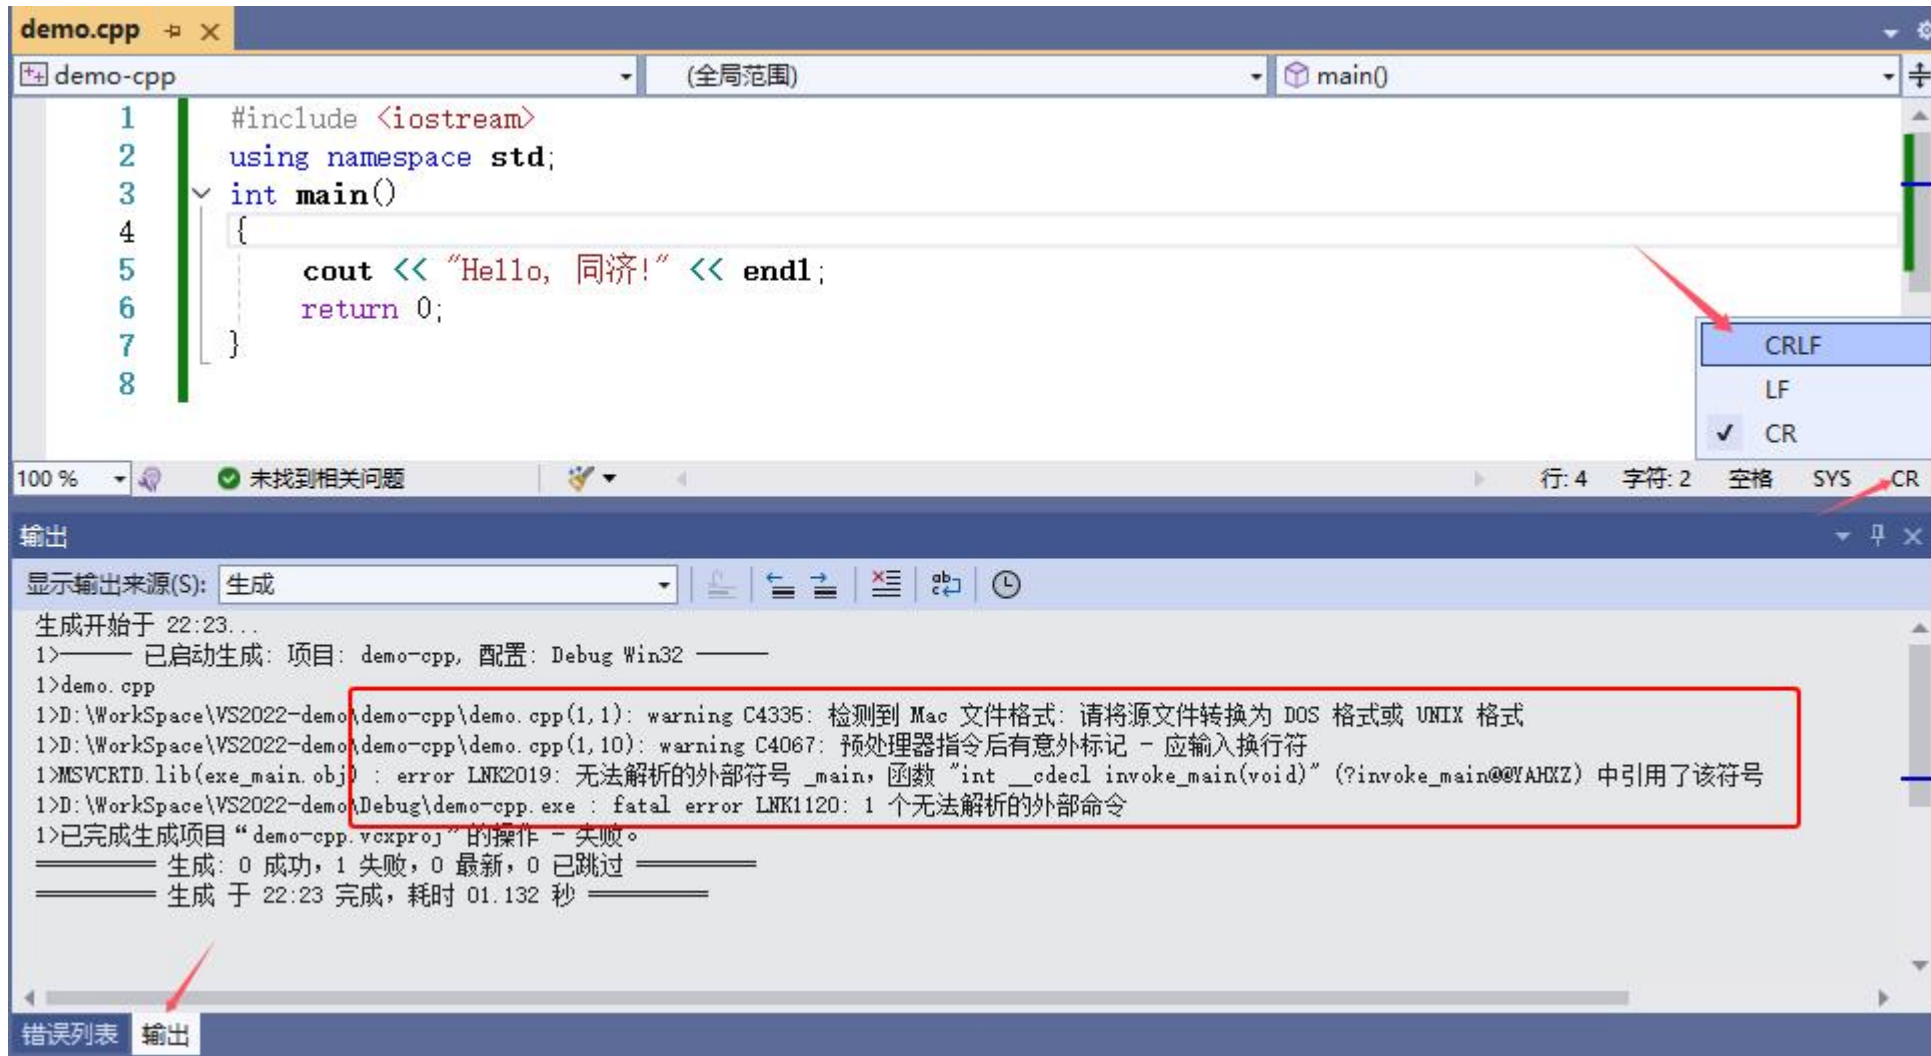 demo.cpp
demo-cpp (全局范围) main()
1 #include <iostream>
2 using namespace std;
3 int main()
4 {
5 cout << "Hello, 同济!" << endl;
6 return 0;
7 }
8
CRLF
LF
CR
100 % 未找到相关问题 行: 4 字符: 2 空格 SYS CR
输出
显示输出来源(S): 生成
生成开始于 22:23...
1>—— 已启动生成: 项目: demo-cpp, 配置: Debug Win32 ——
1>demo.cpp
1>D:\WorkSpace\VS2022-demo\demo-cpp\demo.cpp(1,1): warning C4335: 检测到 Mac 文件格式: 请将源文件转换为 DOS 格式或 UNIX 格式
1>D:\WorkSpace\VS2022-demo\demo-cpp\demo.cpp(1,10): warning C4067: 预处理器指令后有意外标记 - 应输入换行符
1>MSVCRTD.lib(exe_main.obj) : error LNK2019: 无法解析的外部符号 _main，函数 "int __cdecl invoke_main(void)" (?invoke_main@@YAHXZ) 中引用了该符号
1>D:\WorkSpace\VS2022-demo\Debug\demo-cpp.exe : fatal error LNK1120: 1 个无法解析的外部命令
1>已完成生成项目“demo-cpp.vcxproj”的操作 - 失败。
========== 生成: 0 成功，1 失败，0 最新，0 已跳过 ==========
========== 生成 于 22:23 完成，耗时 01.132 秒 ==========
错误列表 输出